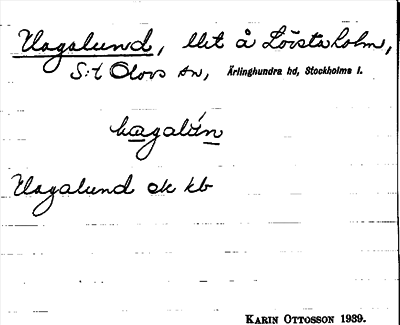 Hagalund, lht å Lövstaholm,
S:t Olovs sn, Ärlinghundra hd, Stockholms l.
hagalún
Hagalund ek kb
KARIN OTTOSSON 1939.